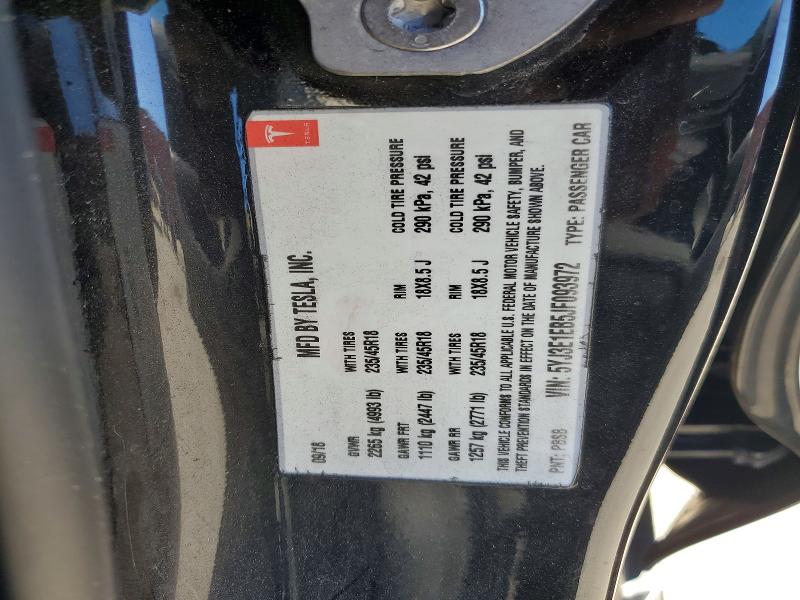 TESLA
MFD BY TESLA, INC.
09/18
GVWR WITH TIRES
2265 kg (4993 lb) 235/45R18
GAWR FRT WITH TIRES RIM COLD TIRE PRESSURE
1110 kg (2447 lb) 235/45R18 18X8.5 J 290 kPa, 42 psi
GAWR RR WITH TIRES RIM COLD TIRE PRESSURE
1257 kg (2771 lb) 235/45R18 18X8.5 J 290 kPa, 42 psi
THIS VEHICLE CONFORMS TO ALL APPLICABLE U.S. FEDERAL MOTOR VEHICLE SAFETY, BUMPER, AND
THEFT PREVENTION STANDARDS IN EFFECT ON THE DATE OF MANUFACTURE SHOWN ABOVE.
PNT: PBSB VIN: 5YJ3E1EB5JF093972 TYPE: PASSENGER CAR